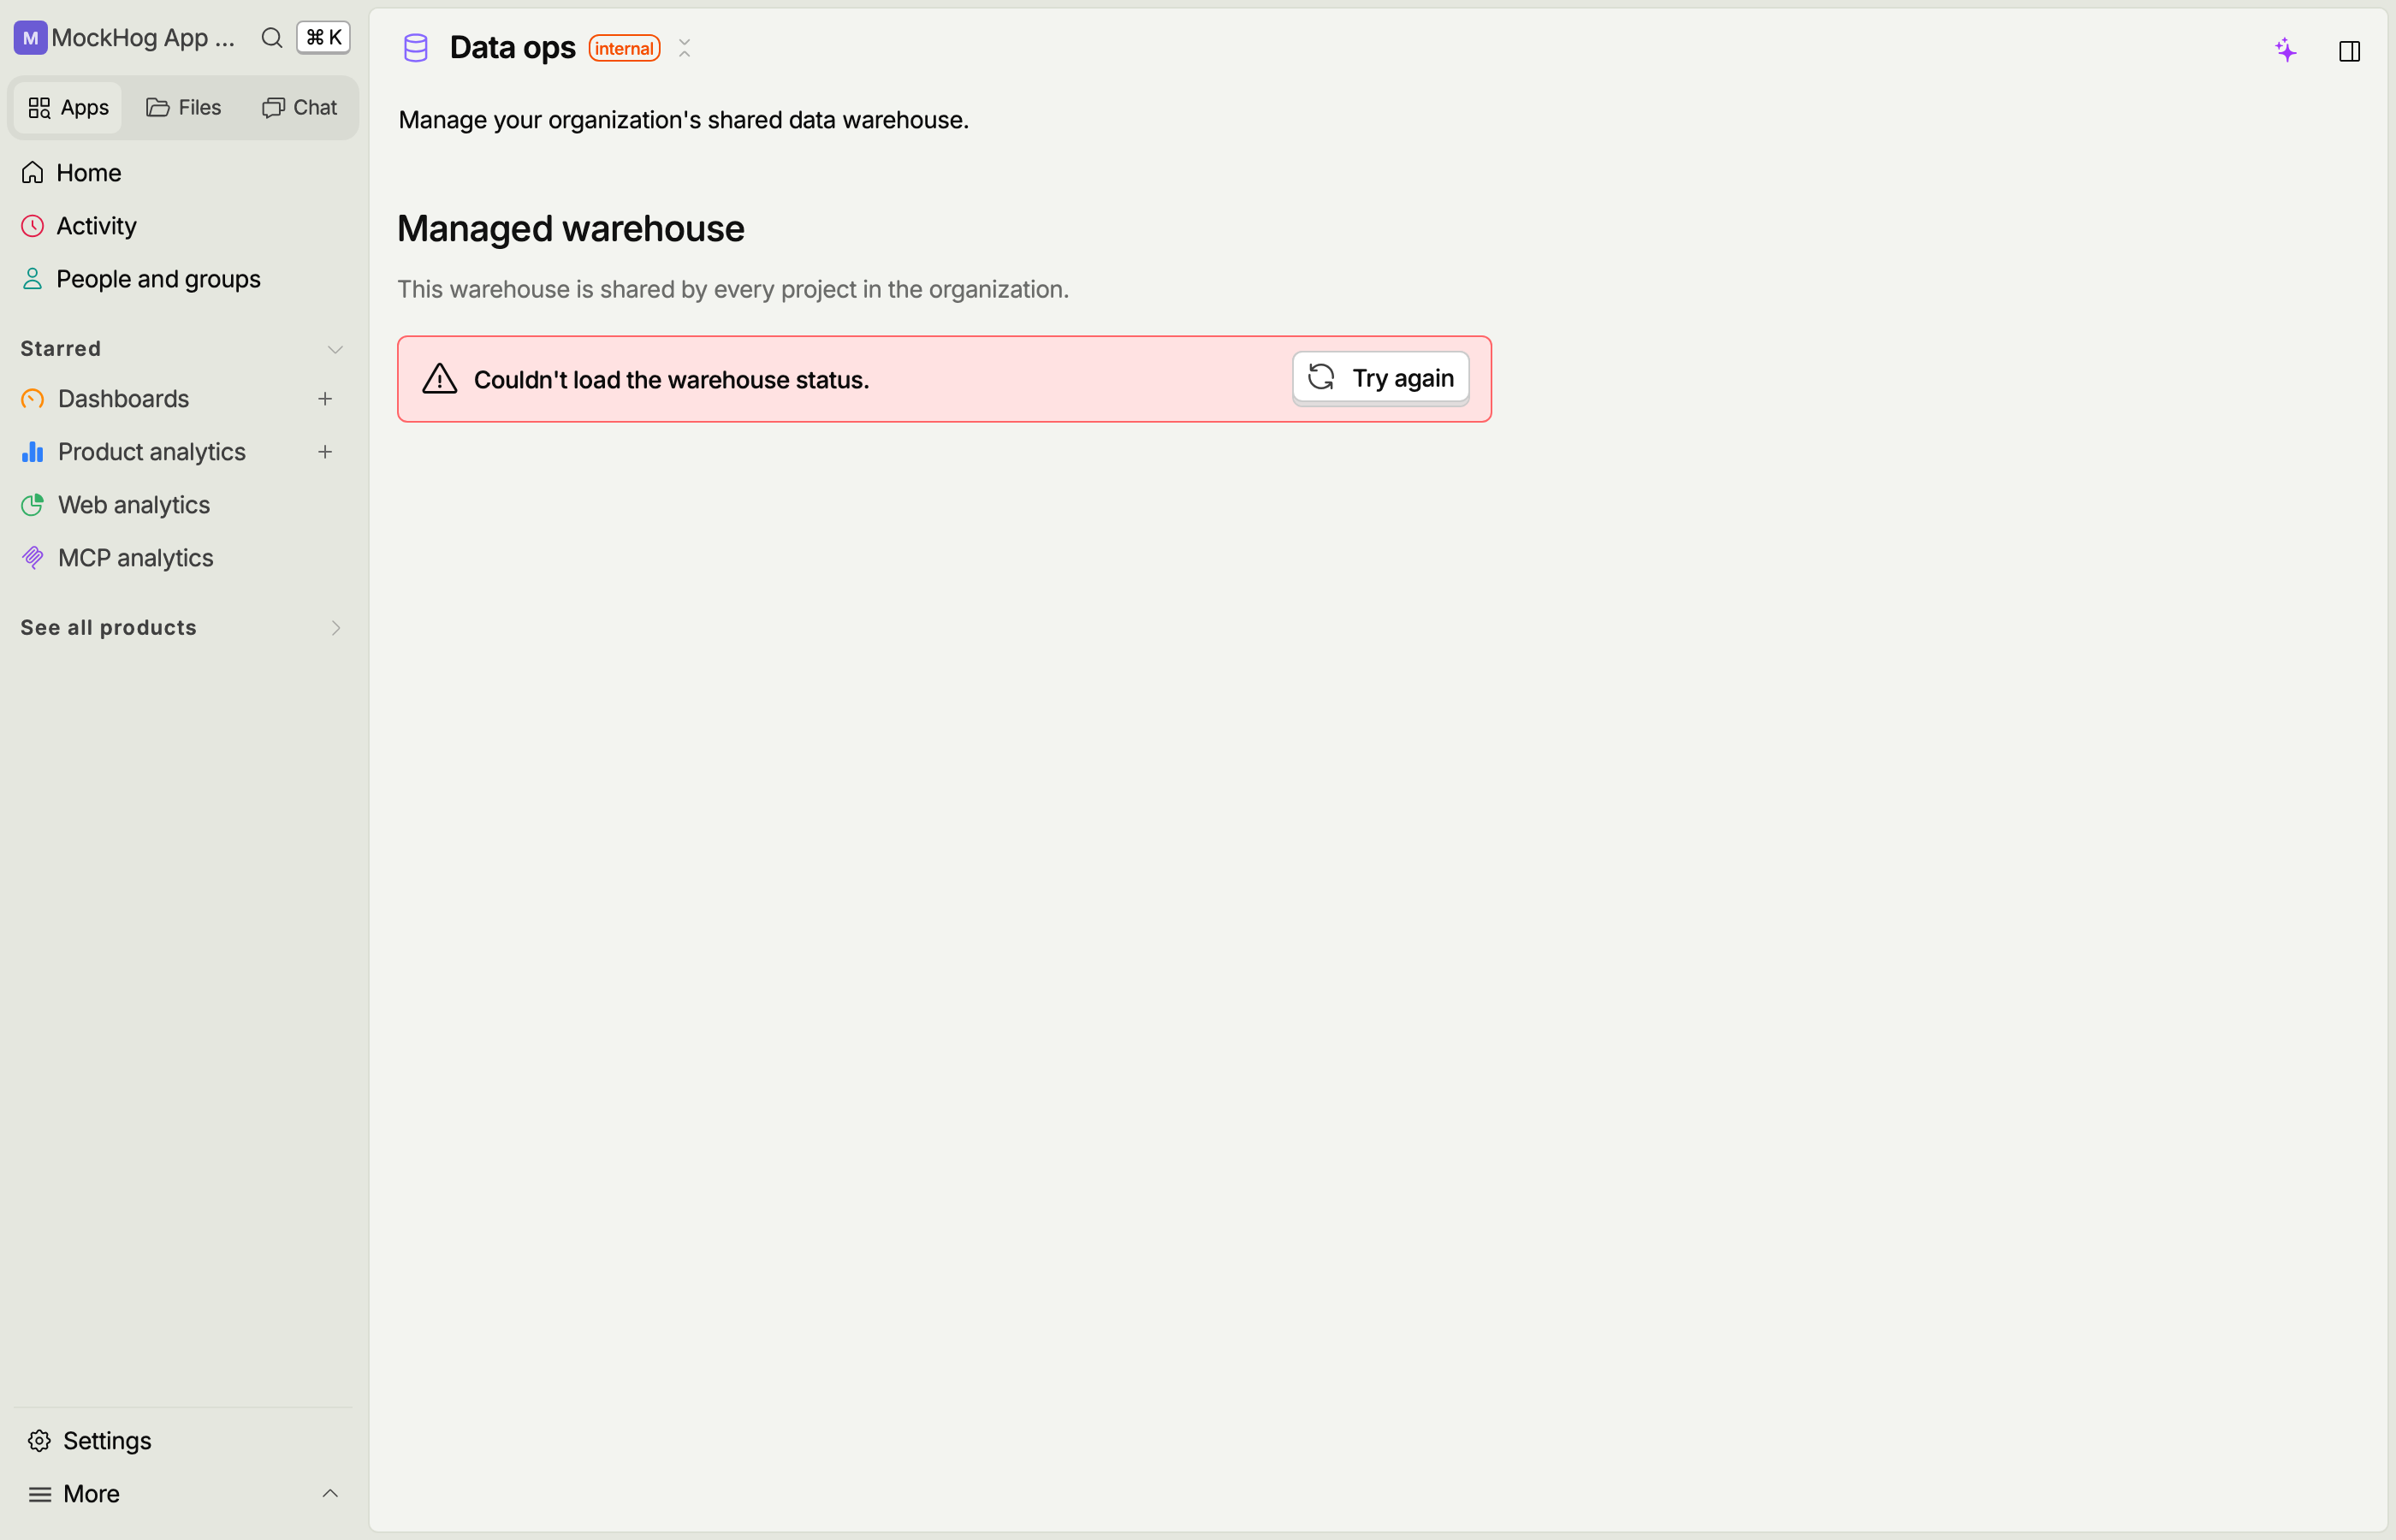 M MockHog App ... ⌘ K
Apps Files Chat
Home
Activity
People and groups
Starred
Dashboards
Product analytics
Web analytics
MCP analytics
See all products
Settings
More
Data ops internal
Manage your organization's shared data warehouse.
Managed warehouse
This warehouse is shared by every project in the organization.
Couldn't load the warehouse status. Try again